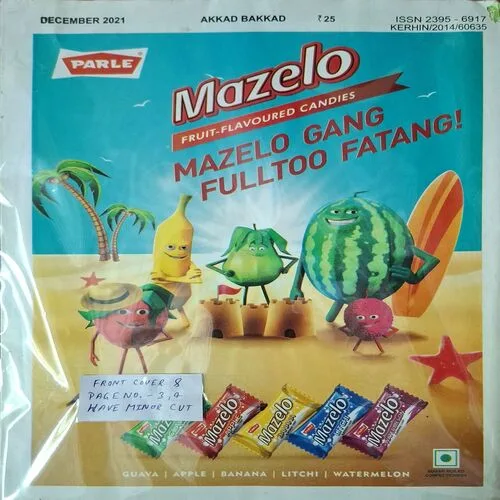 DECEMBER 2021 AKKAD BAKKAD ₹25 ISSN 2395 - 6917
KERHIN/2014/60635
PARLE
Mazelo
FRUIT-FLAVOURED CANDIES
MAZELO GANG
FULLTOO FATANG!
FRONT COVER &
PAGE NO. - 3,4
HAVE MINOR CUT
Mazelo Mazelo Mazelo Mazelo Mazelo
GUAVA | APPLE | BANANA | LITCHI | WATERMELON